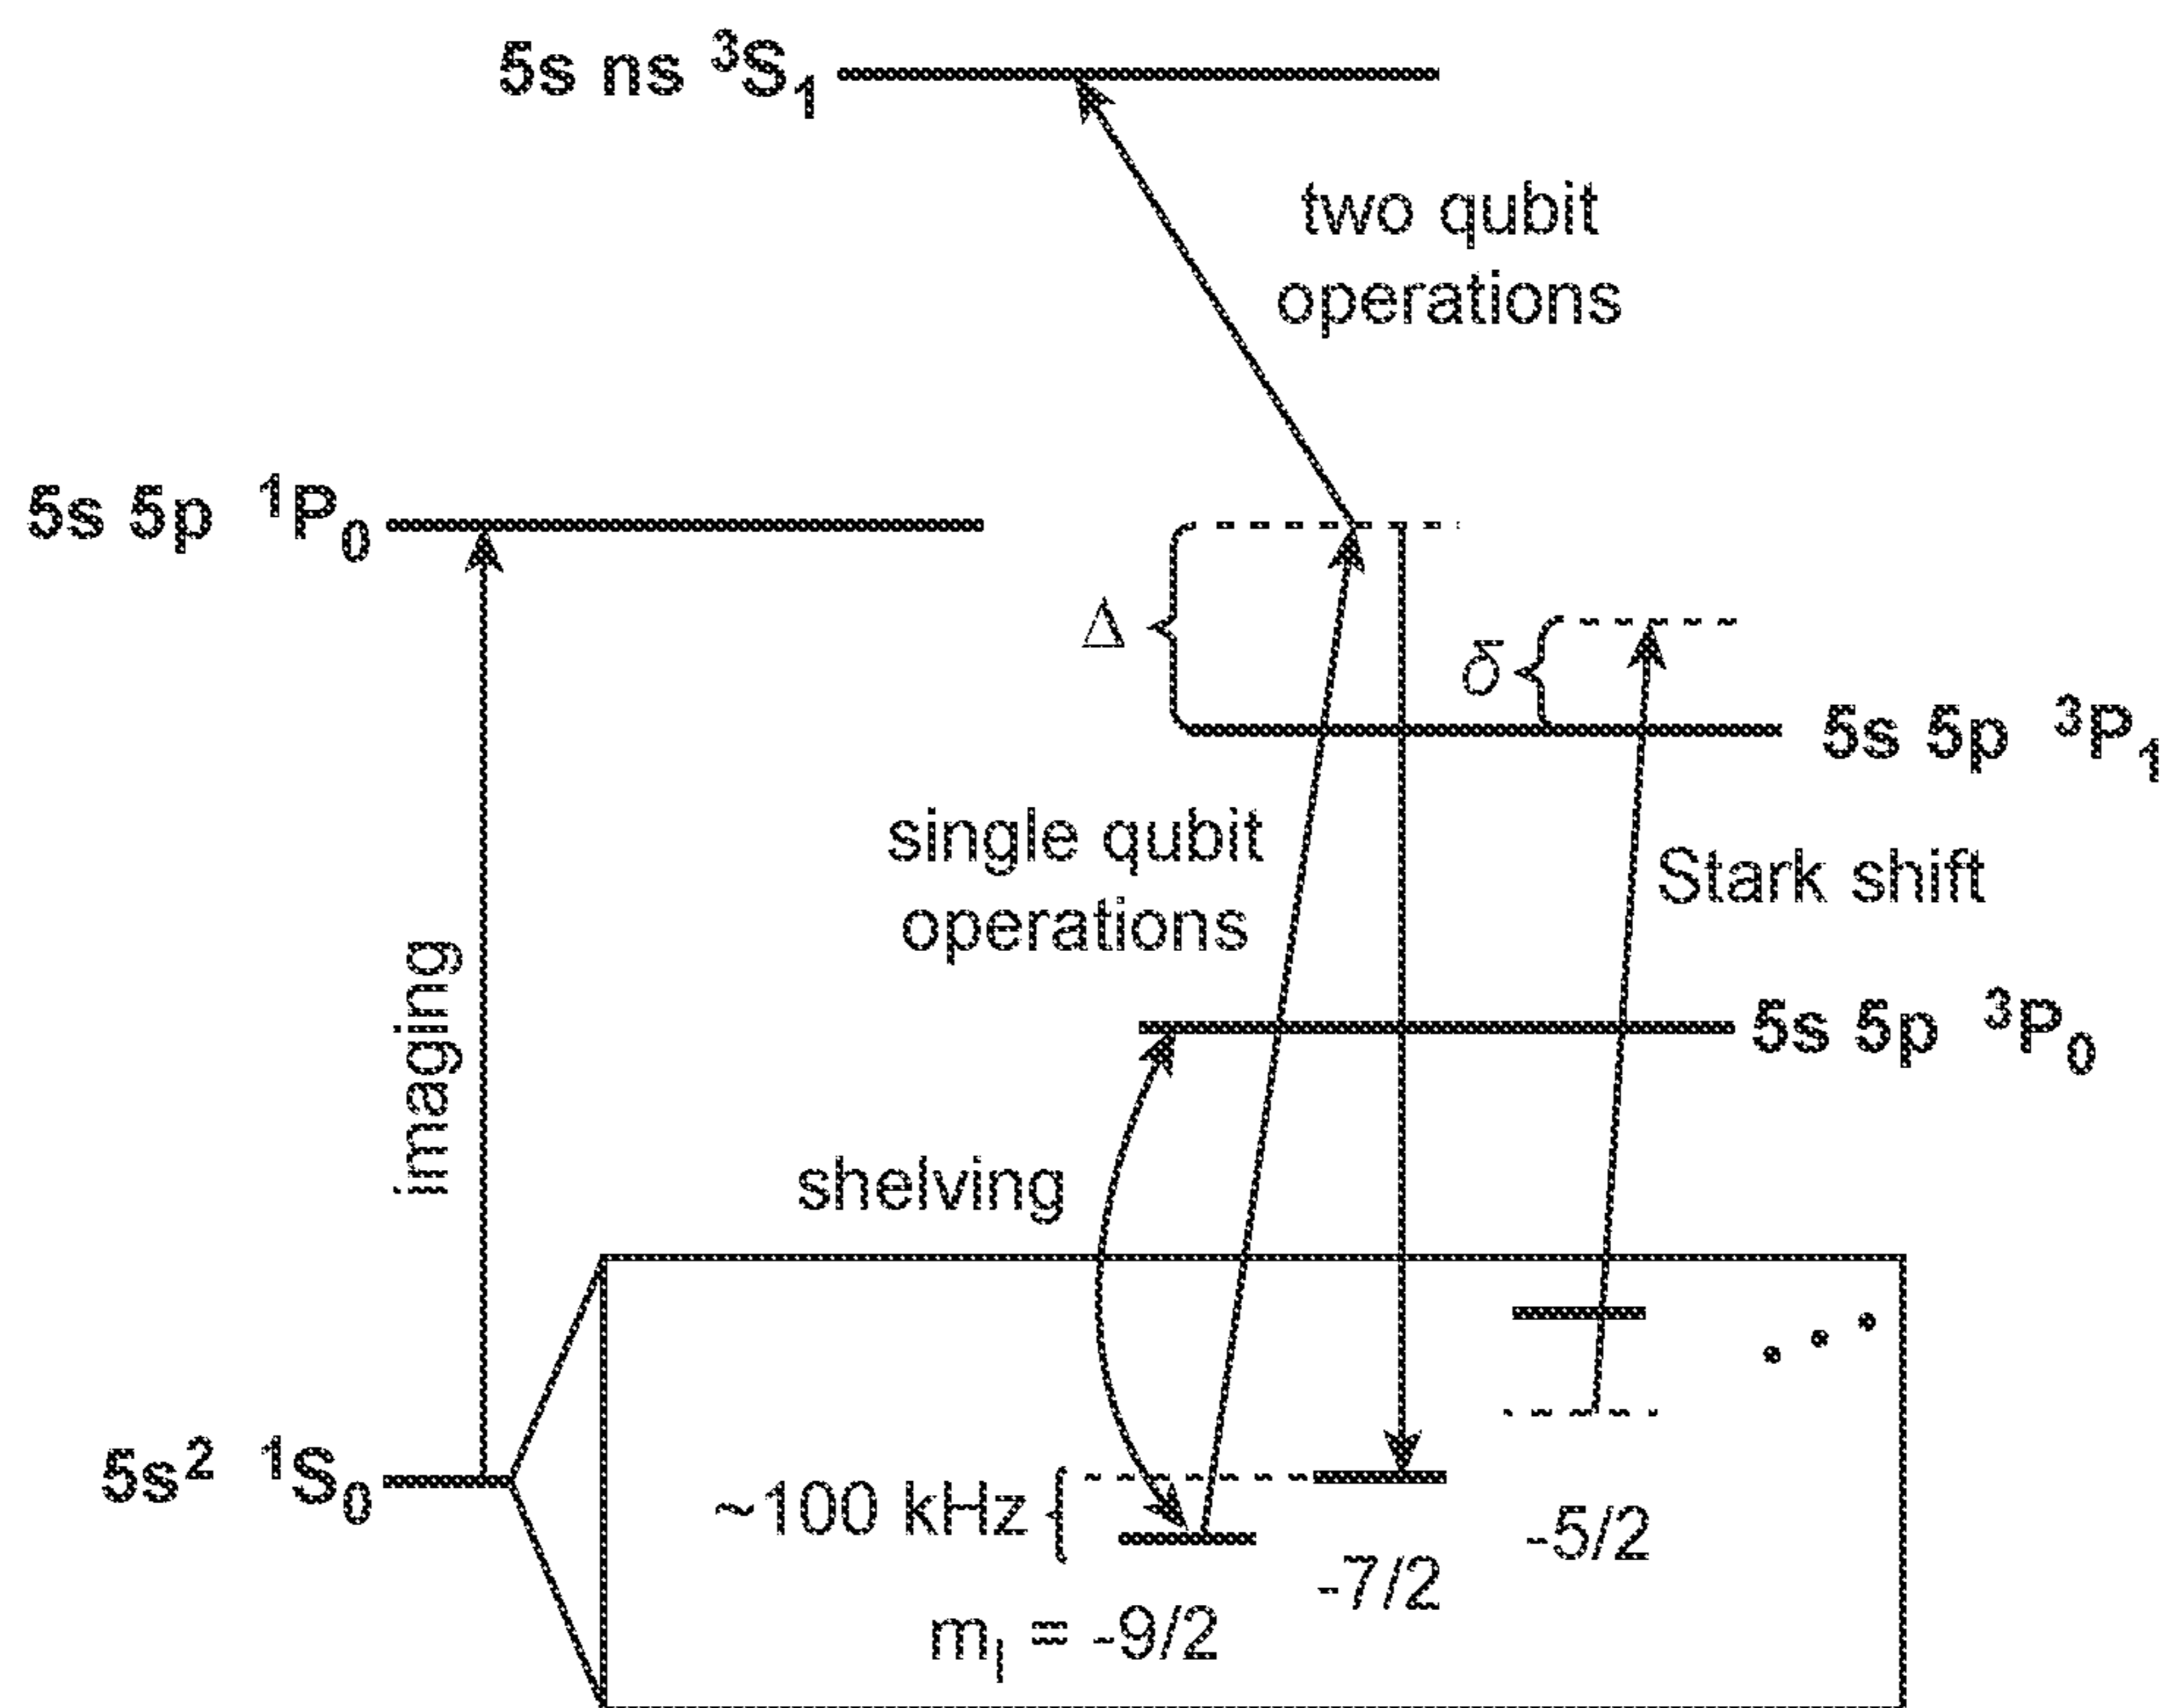 5s ns ³S₁
two qubit
operations
5s 5p ¹P₀
Δ
δ
5s 5p ³P₁
single qubit
operations
Stark shift
imaging
5s 5p ³P₀
shelving
5s² ¹S₀
~100 kHz
-5/2
-7/2
mI = -9/2